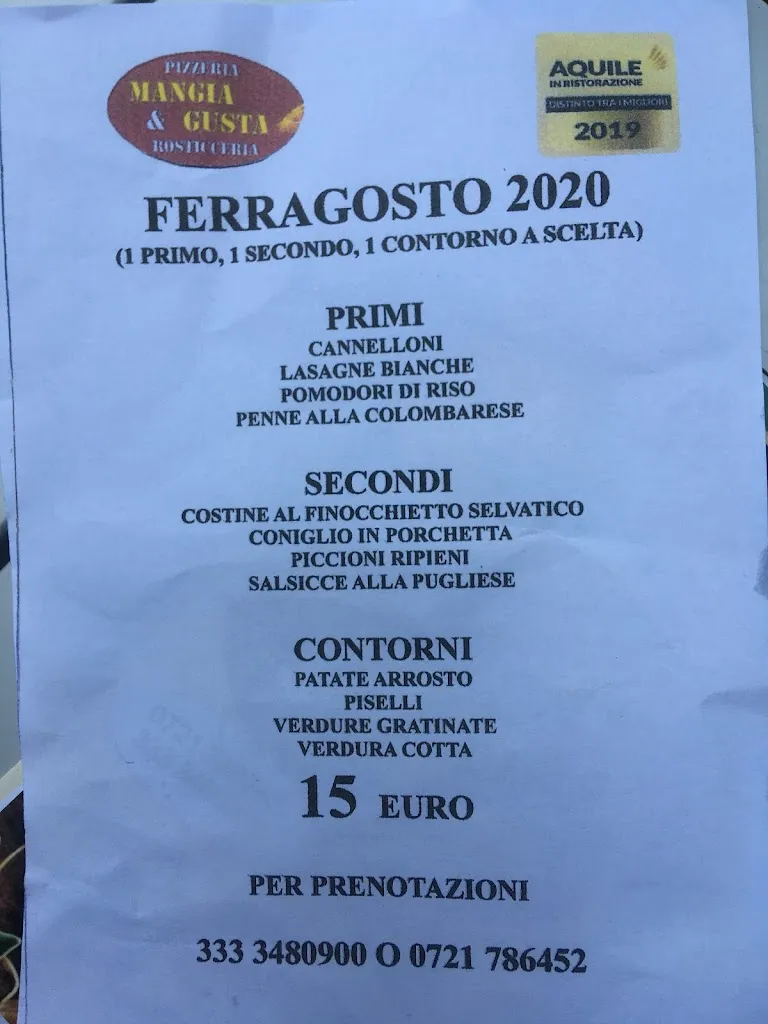 PIZZERIA
MANGIA
& GUSTA
ROSTICCERIA
AQUILE
IN RISTORAZIONE
DISTINTO TRA I MIGLIORI
2019
FERRAGOSTO 2020
(1 PRIMO, 1 SECONDO, 1 CONTORNO A SCELTA)
PRIMI
CANNELLONI
LASAGNE BIANCHE
POMODORI DI RISO
PENNE ALLA COLOMBARESE
SECONDI
COSTINE AL FINOCCHIETTO SELVATICO
CONIGLIO IN PORCHETTA
PICCIONI RIPIENI
SALSICCE ALLA PUGLIESE
CONTORNI
PATATE ARROSTO
PISELLI
VERDURE GRATINATE
VERDURA COTTA
15 EURO
PER PRENOTAZIONI
333 3480900 O 0721 786452